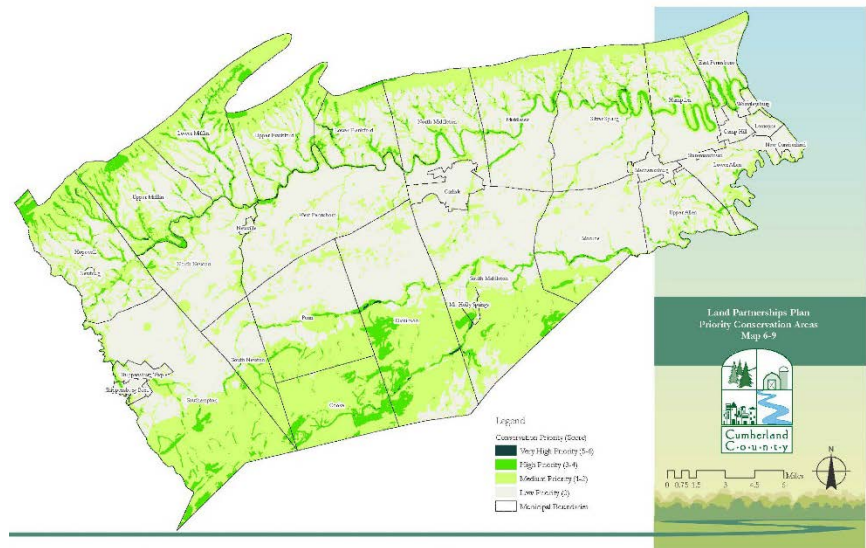 East Pennsboro
Hampden
Wormleysburg
Camp Hill
Lemoyne
New Cumberland
Shiremanstown
Lower Allen
Mechanicsburg
Upper Allen
Silver Spring
Middlesex
North Middleton
Lower Frankford
Upper Frankford
Lower Mifflin
Upper Mifflin
Carlisle
West Pennsboro
Newville
Hopewell
Newburg
North Newton
Monroe
South Middleton
Mt. Holly Springs
Dickinson
Penn
South Newton
Shippensburg Twp.
Shippensburg Boro
Southampton
Cooke
Legend
Conservation Priority (Score)
Very High Priority (5-6)
High Priority (3-4)
Medium Priority (1-2)
Low Priority (0)
Municipal Boundaries
Land Partnerships Plan
Priority Conservation Areas
Map 6-9
Cumberland
C·o·u·n·t·y
Miles
0 0.75 1.5 3 4.5 6
N